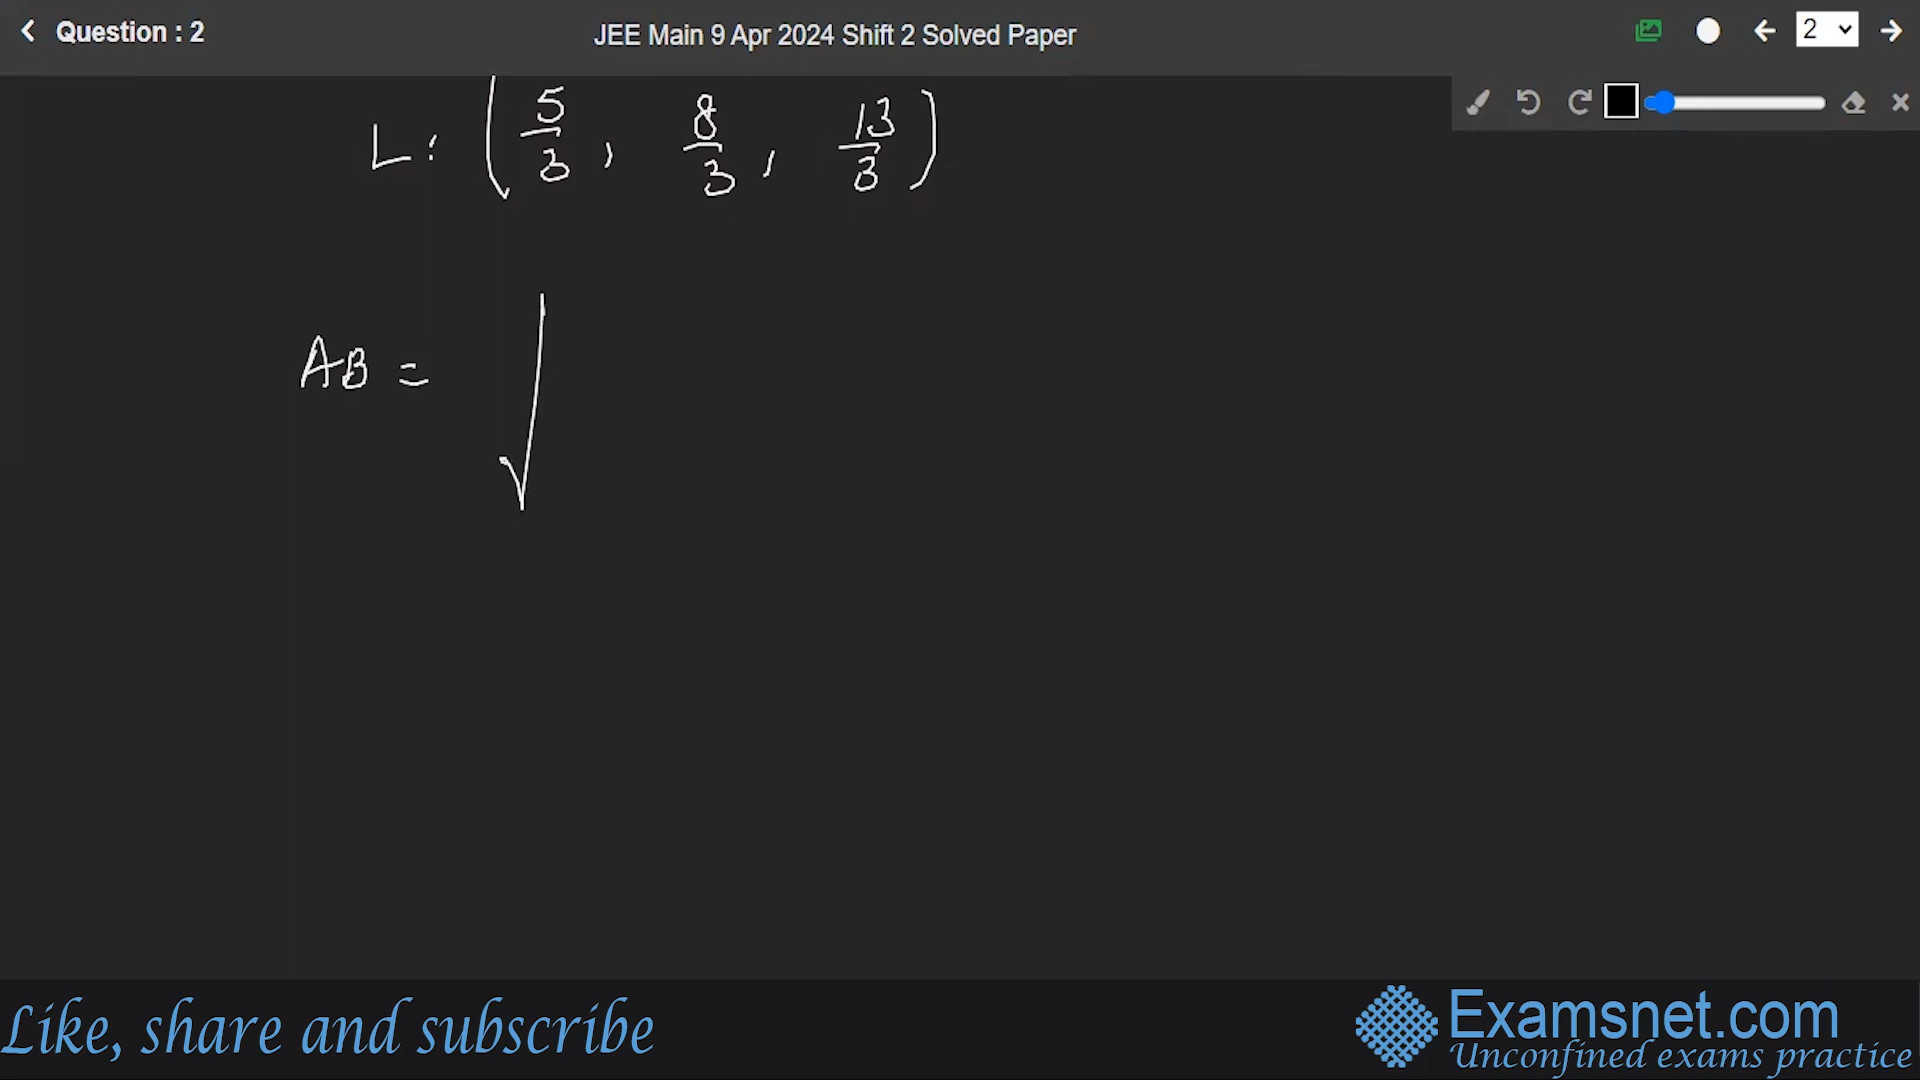 Question : 2
JEE Main 9 Apr 2024 Shift 2 Solved Paper
2
L: (5/3, 8/3, 13/3)
AB = √
Like, share and subscribe
Examsnet.com
Unconfined exams practice